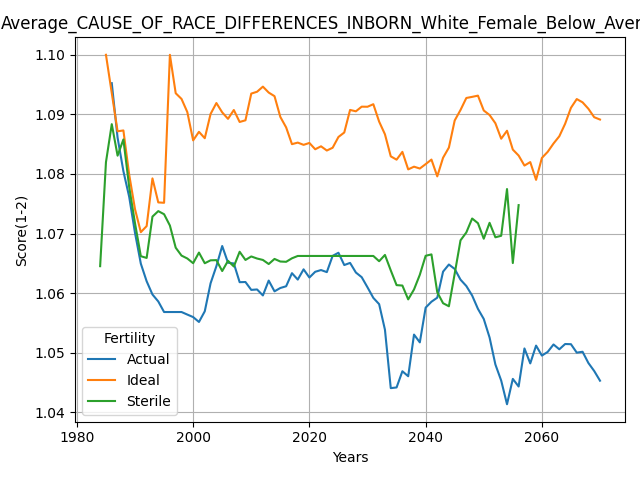 Average_CAUSE_OF_RACE_DIFFERENCES_INBORN_White_Female_Below_Aver
1.10
1.09
1.08
1.07
1.06
1.05
1.04
Score(1-2)
Fertility
Actual
Ideal
Sterile
1980 2000 2020 2040 2060
Years